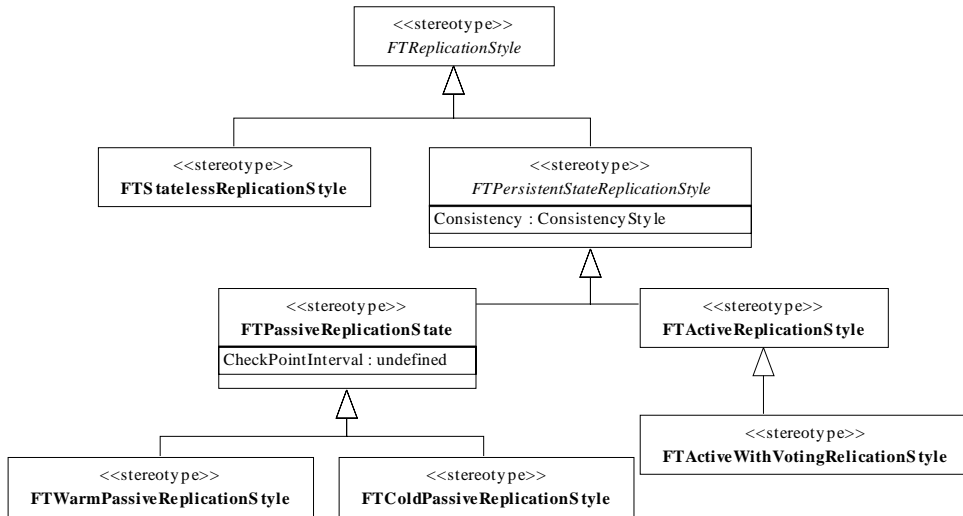 <<stereotype>>
FTReplicationStyle
<<stereotype>>
FTStatelessReplicationStyle
<<stereotype>>
FTPersistentStateReplicationStyle
Consistency : ConsistencyStyle
<<stereotype>>
FTPassiveReplicationState
CheckPointInterval : undefined
<<stereotype>>
FTActiveReplicationStyle
<<stereotype>>
FTActiveWithVotingRelicationStyle
<<stereotype>>
FTWarmPassiveReplicationStyle
<<stereotype>>
FTColdPassiveReplicationStyle